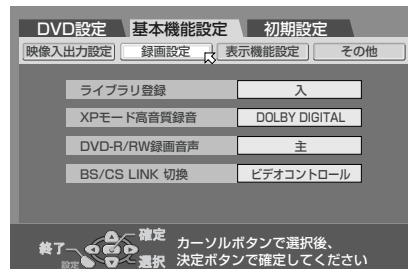 DVD設定 基本機能設定 初期設定
映像入出力設定 録画設定 表示機能設定 その他
ライブラリ登録 入
XPモード高音質録音 DOLBY DIGITAL
DVD-R/RW録画音声 主
BS/CS LINK 切換 ビデオコントロール
確定
終了
設定
選択
カーソルボタンで選択後、
決定ボタンで確定してください